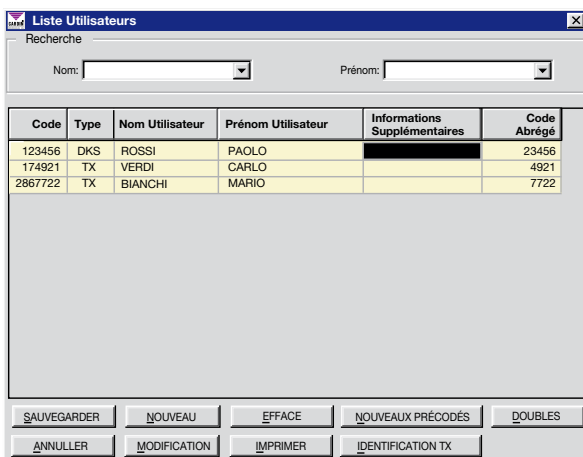 CARDIN Liste Utilisateurs
Recherche
Nom: Prénom:
Code Type Nom Utilisateur Prénom Utilisateur Informations Supplémentaires Code Abrégé
123456 DKS ROSSI PAOLO 23456
174921 TX VERDI CARLO 4921
2867722 TX BIANCHI MARIO 7722
SAUVEGARDER NOUVEAU EFFACE NOUVEAUX PRÉCODÉS DOUBLES
ANNULLER MODIFICATION IMPRIMER IDENTIFICATION TX